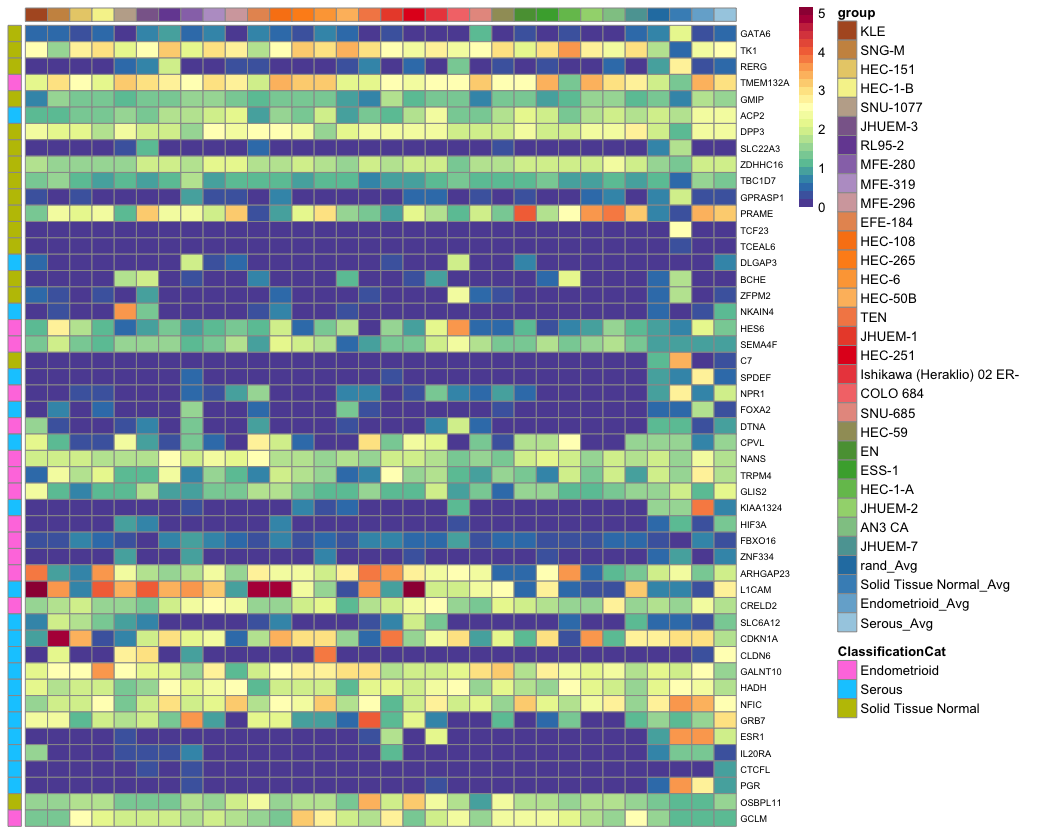 GATA6
TK1
RERG
TMEM132A
GMIP
ACP2
DPP3
SLC22A3
ZDHHC16
TBC1D7
GPRASP1
PRAME
TCF23
TCEAL6
DLGAP3
BCHE
ZFPM2
NKAIN4
HES6
SEMA4F
C7
SPDEF
NPR1
FOXA2
DTNA
CPVL
NANS
TRPM4
GLIS2
KIAA1324
HIF3A
FBXO16
ZNF334
ARHGAP23
L1CAM
CRELD2
SLC6A12
CDKN1A
CLDN6
GALNT10
HADH
NFIC
GRB7
ESR1
IL20RA
CTCFL
PGR
OSBPL11
GCLM
5
4
3
2
1
0
group
KLE
SNG-M
HEC-151
HEC-1-B
SNU-1077
JHUEM-3
RL95-2
MFE-280
MFE-319
MFE-296
EFE-184
HEC-108
HEC-265
HEC-6
HEC-50B
TEN
JHUEM-1
HEC-251
Ishikawa (Heraklio) 02 ER-
COLO 684
SNU-685
HEC-59
EN
ESS-1
HEC-1-A
JHUEM-2
AN3 CA
JHUEM-7
rand_Avg
Solid Tissue Normal_Avg
Endometrioid_Avg
Serous_Avg
ClassificationCat
Endometrioid
Serous
Solid Tissue Normal